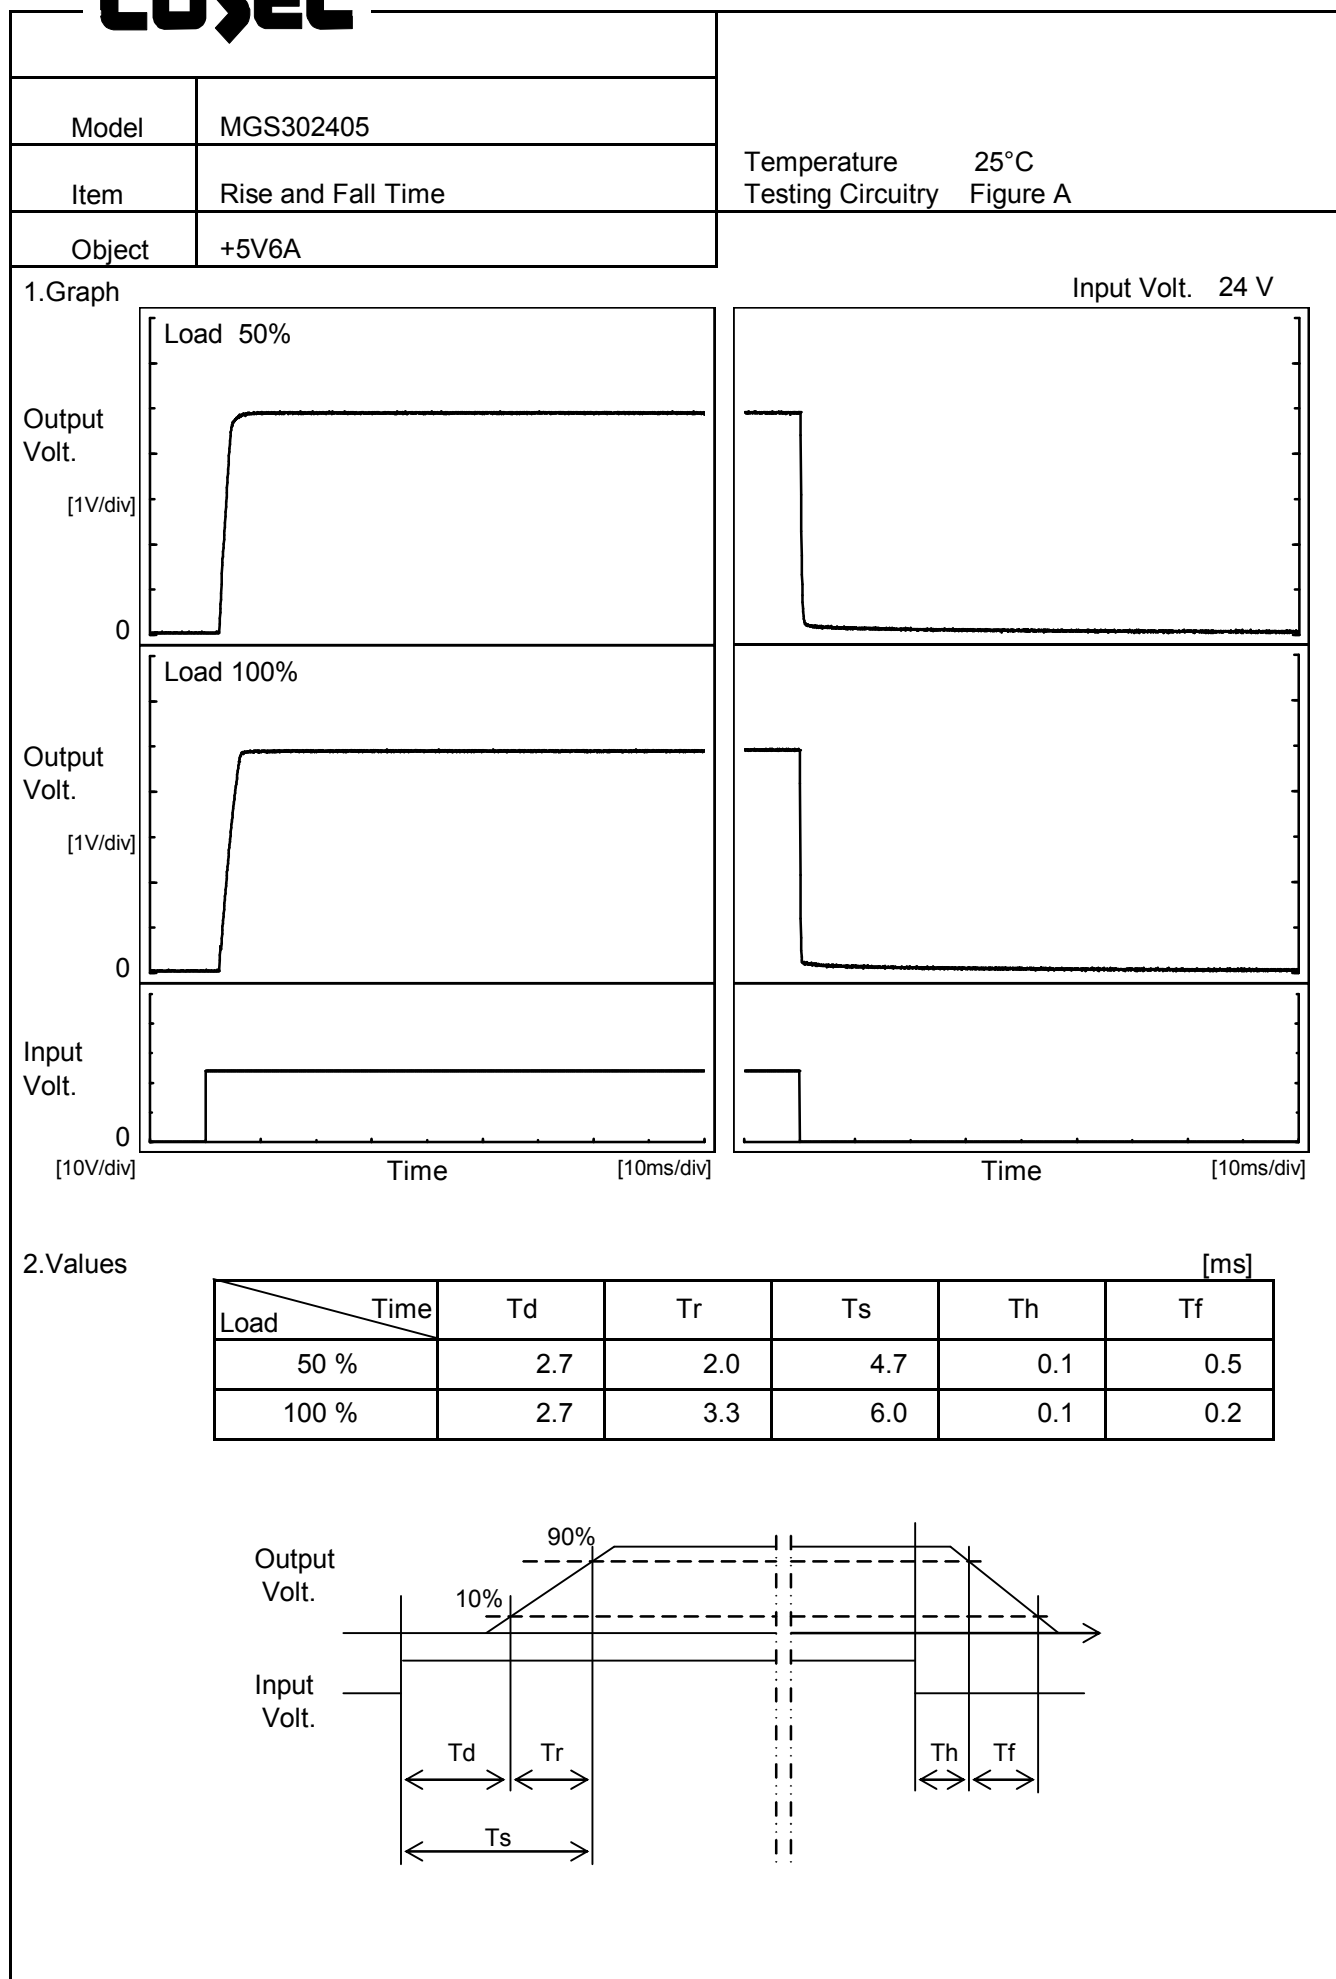 COSEL
Model MGS302405
Item Rise and Fall Time
Temperature 25°C
Testing Circuitry Figure A
Object +5V6A
1.Graph
Input Volt. 24 V
Load 50%
Output
Volt.
[1V/div]
0
Load 100%
Output
Volt.
[1V/div]
0
Input
Volt.
0
[10V/div] Time [10ms/div] Time [10ms/div]
2.Values [ms]
Time Load Td Tr Ts Th Tf
50 % 2.7 2.0 4.7 0.1 0.5
100 % 2.7 3.3 6.0 0.1 0.2
90%
Output
Volt.
10%
Input
Volt.
Td Tr Th Tf
Ts